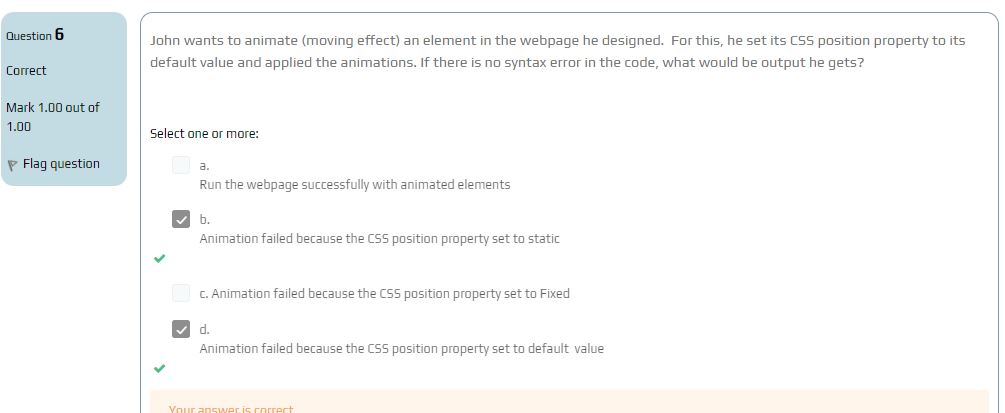 Question 6
Correct
Mark 1.00 out of
1.00
Flag question
John wants to animate (moving effect) an element in the webpage he designed. For this, he set its CSS position property to its
default value and applied the animations. If there is no syntax error in the code, what would be output he gets?
Select one or more:
a.
Run the webpage successfully with animated elements
b.
Animation failed because the CSS position property set to static
c. Animation failed because the CSS position property set to Fixed
d.
Animation failed because the CSS position property set to default value
Your answer is correct